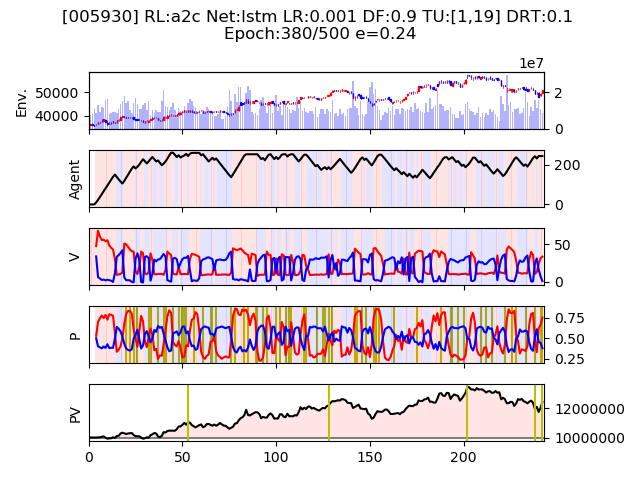 [005930] RL:a2c Net:lstm LR:0.001 DF:0.9 TU:[1,19] DRT:0.1
Epoch:380/500 e=0.24
1e7
Env.
50000
40000
2
0
Agent
200
0
V
50
0
P
0.75
0.50
0.25
PV
12000000
10000000
0 50 100 150 200